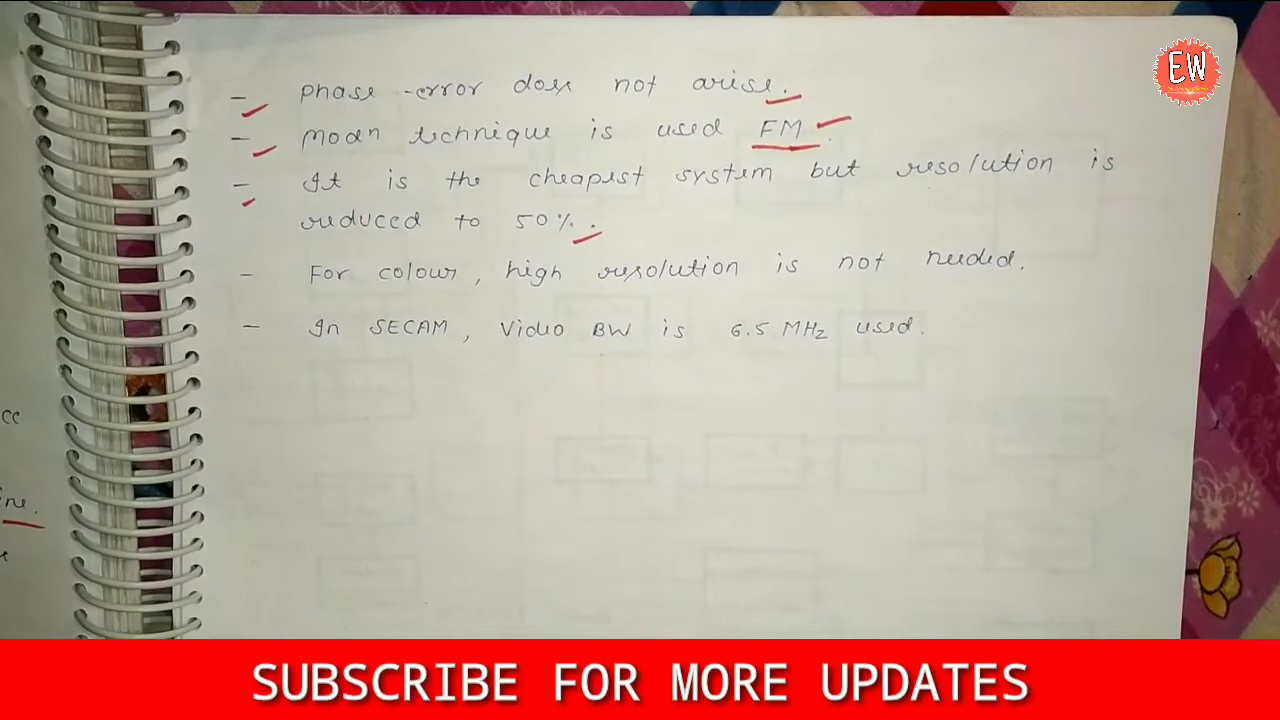 EW
- phase -error does not arise.
- modn technique is used FM.
- It is the cheapest system but resolution is
reduced to 50%.
- For colour, high resolution is not needed.
- In SECAM, Video BW is 6.5 MHz used.
cc
ine.
SUBSCRIBE FOR MORE UPDATES